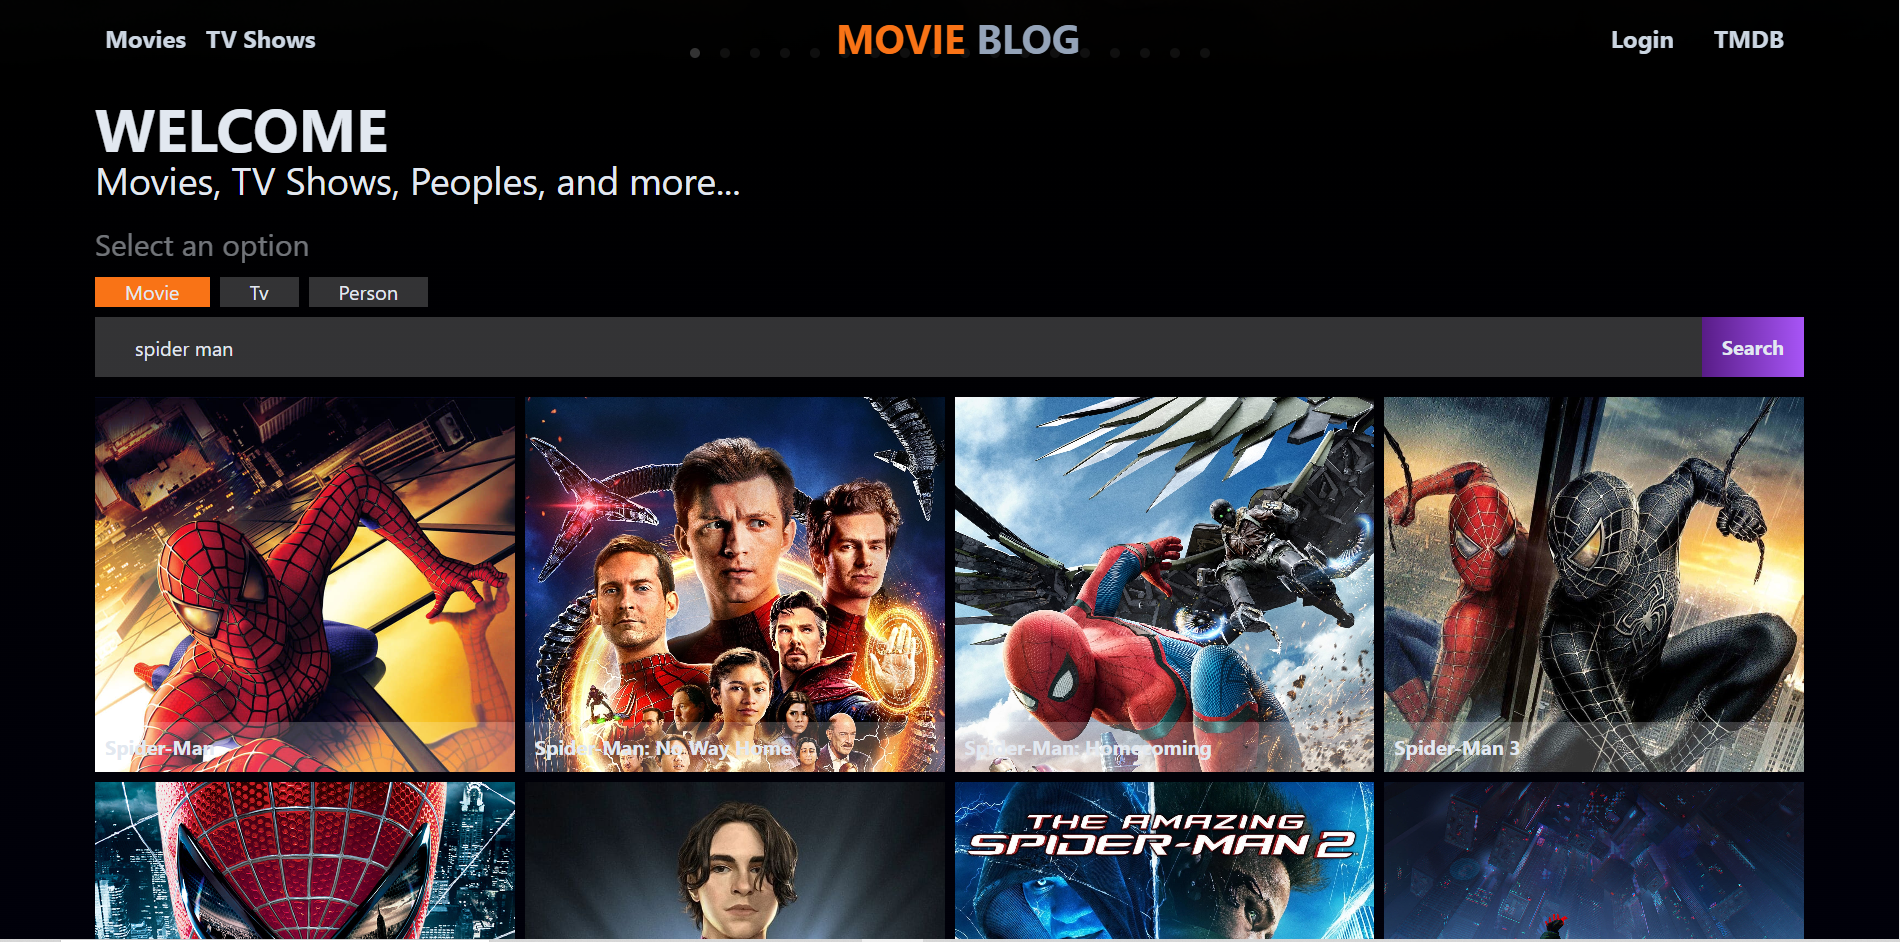 Movies TV Shows MOVIE BLOG Login TMDB
WELCOME
Movies, TV Shows, Peoples, and more...
Select an option
Movie Tv Person
spider man Search
Spider-Man Spider-Man: No Way Home Spider-Man: Homecoming Spider-Man 3
THE AMAZING
SPIDER-MAN 2